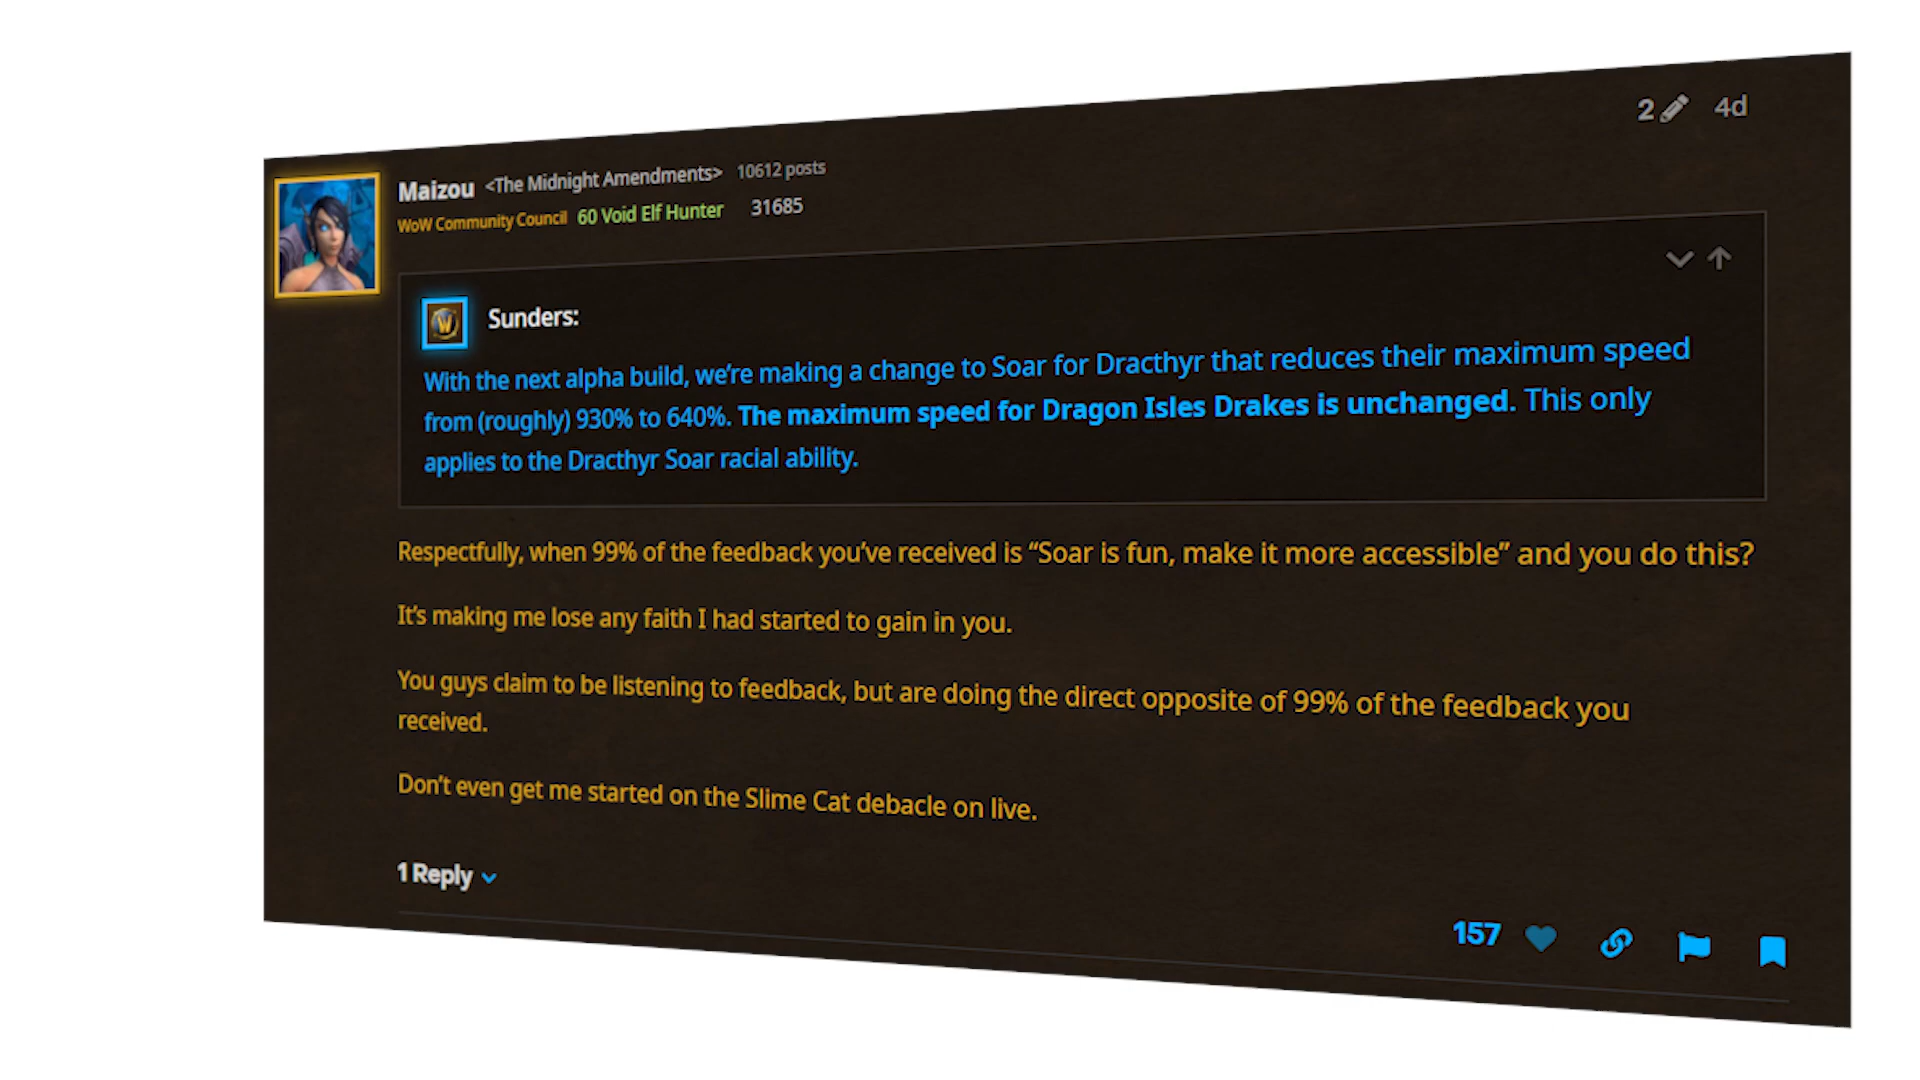 2 4d
Maizou <The Midnight Amendments> 10612 posts
WoW Community Council 60 Void Elf Hunter 31685
W
Sunders:
With the next alpha build, we’re making a change to Soar for Dracthyr that reduces their maximum speed
from (roughly) 930% to 640%. The maximum speed for Dragon Isles Drakes is unchanged. This only
applies to the Dracthyr Soar racial ability.
Respectfully, when 99% of the feedback you’ve received is “Soar is fun, make it more accessible” and you do this?
It’s making me lose any faith I had started to gain in you.
You guys claim to be listening to feedback, but are doing the direct opposite of 99% of the feedback you
received.
Don’t even get me started on the Slime Cat debacle on live.
1 Reply
157